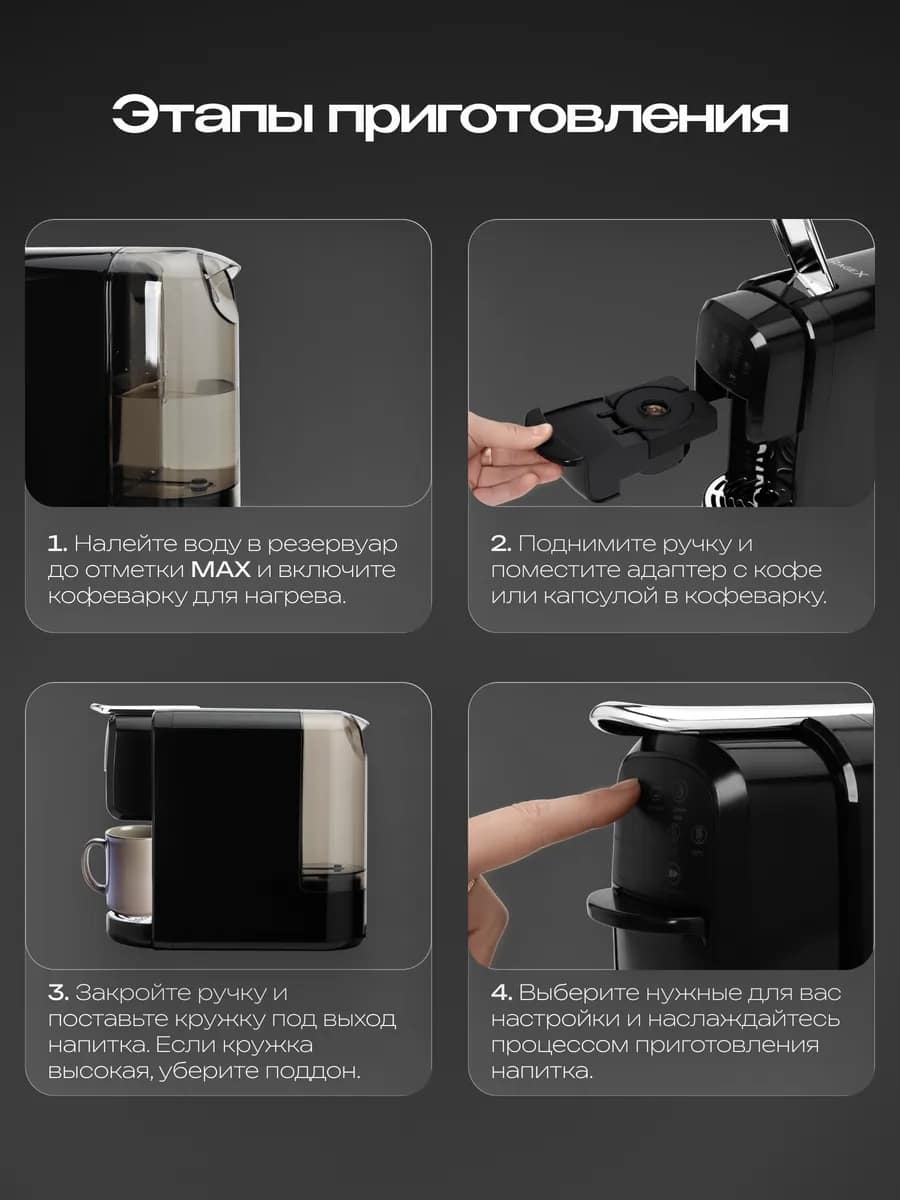 Этапы приготовления
1. Налейте воду в резервуар
до отметки MAX и включите
кофеварку для нагрева.
2. Поднимите ручку и
поместите адаптер с кофе
или капсулой в кофеварку.
3. Закройте ручку и
поставьте кружку под выход
напитка. Если кружка
высокая, уберите поддон.
4. Выберите нужные для вас
настройки и наслаждайтесь
процессом приготовления
напитка.